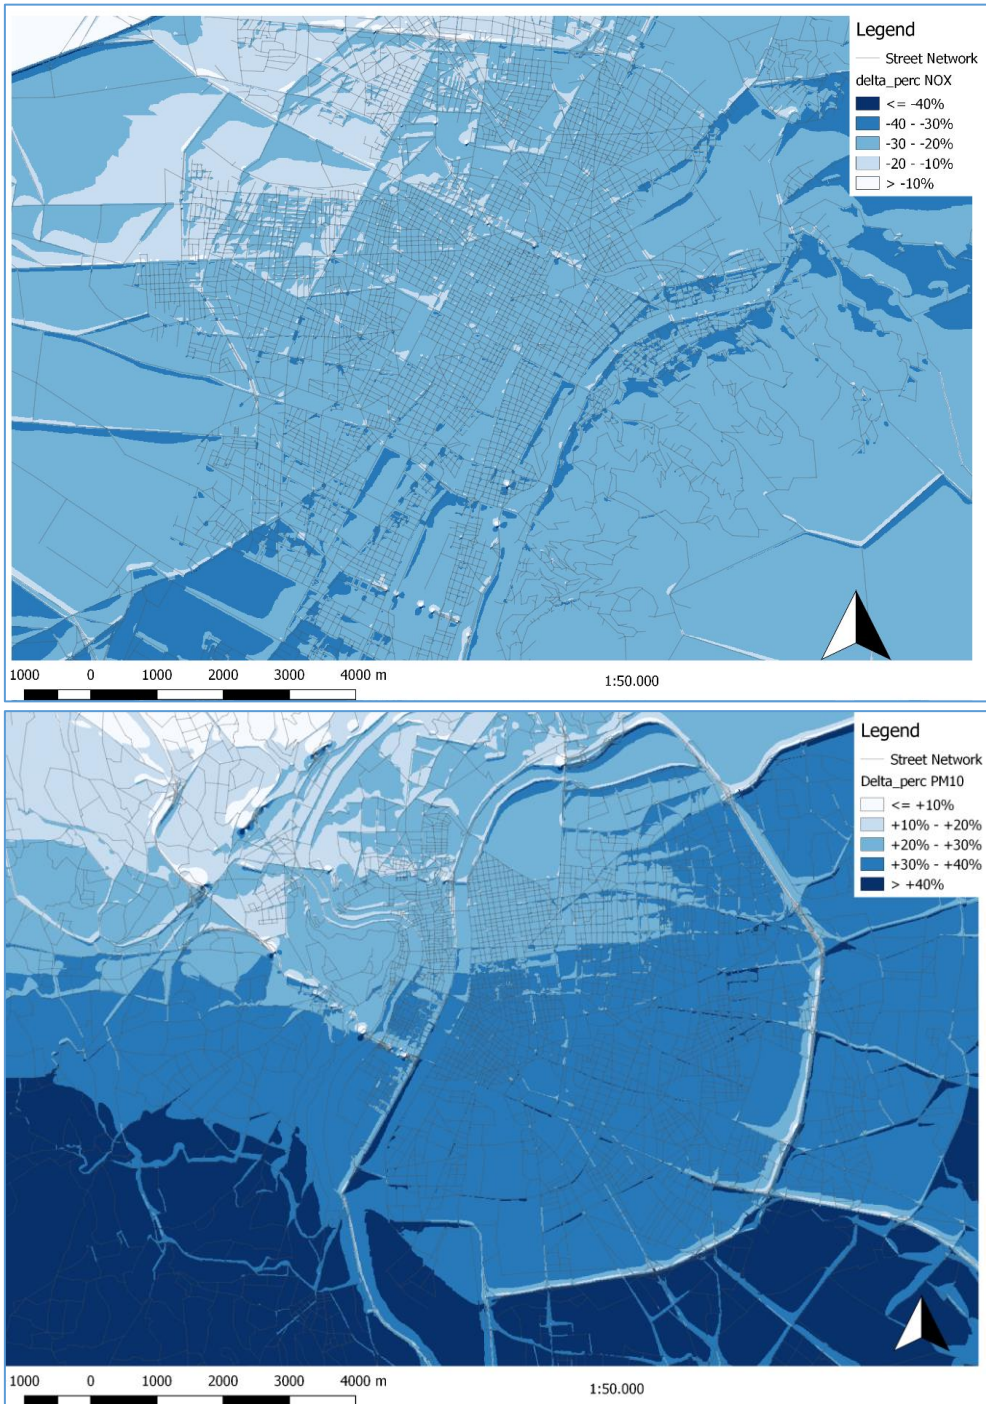 Legend
Street Network
delta_perc NOX
<= -40%
-40 - -30%
-30 - -20%
-20 - -10%
> -10%
1000 0 1000 2000 3000 4000 m
1:50.000
Legend
Street Network
Delta_perc PM10
<= +10%
+10% - +20%
+20% - +30%
+30% - +40%
> +40%
1000 0 1000 2000 3000 4000 m
1:50.000